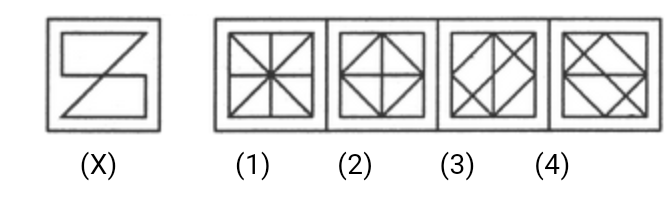 (X) (1) (2) (3) (4)